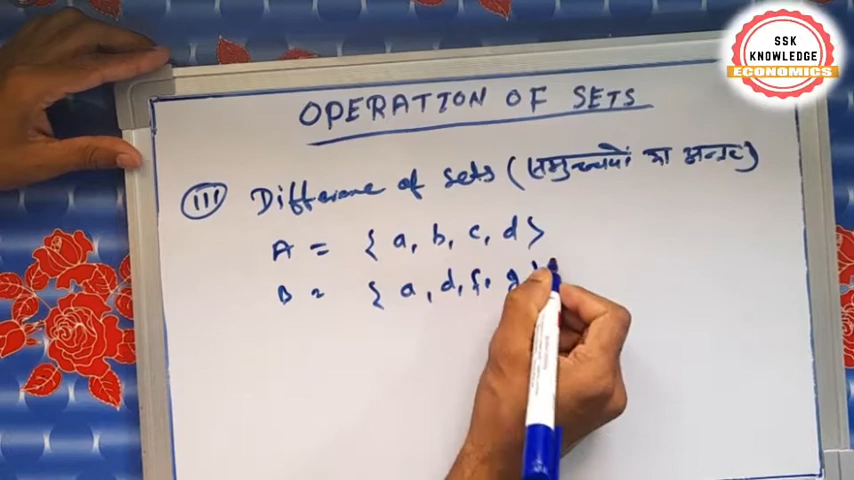 SSK
KNOWLEDGE
ECONOMICS
OPERATION OF SETS
(III) Difference of sets (समुच्चयों का अन्तर)
A = { a, b, c, d }
B = { a, d, f, g